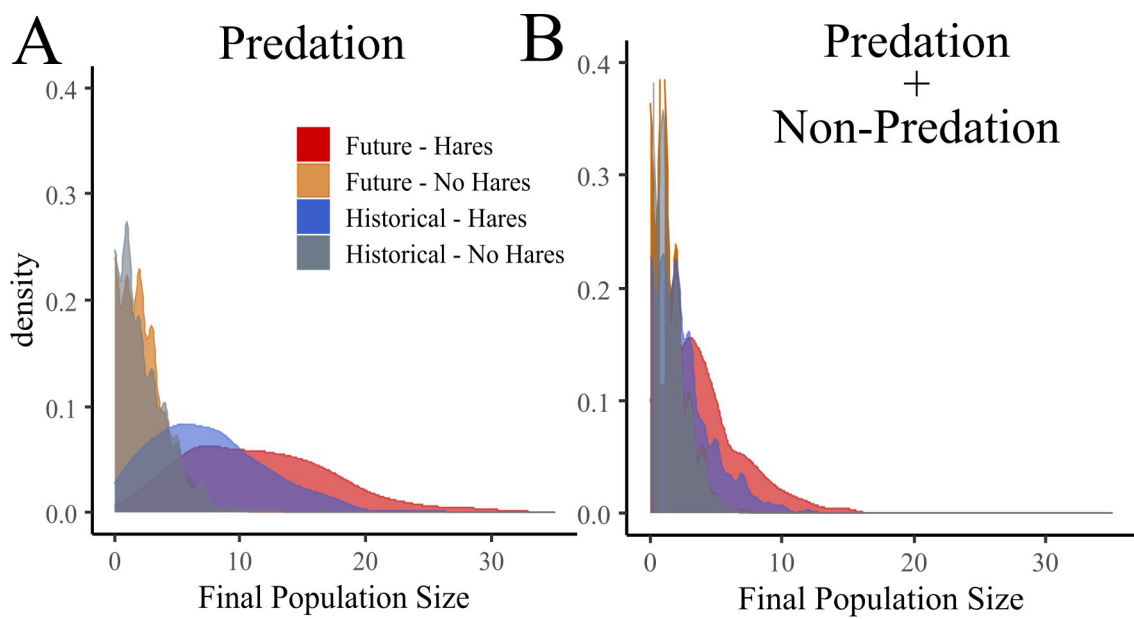 A
Predation
0.4
0.3
0.2
0.1
0.0
density
Future - Hares
Future - No Hares
Historical - Hares
Historical - No Hares
0
10
20
30
Final Population Size
B
Predation
+
Non-Predation
0.4
0.3
0.2
0.1
0.0
0
10
20
30
Final Population Size